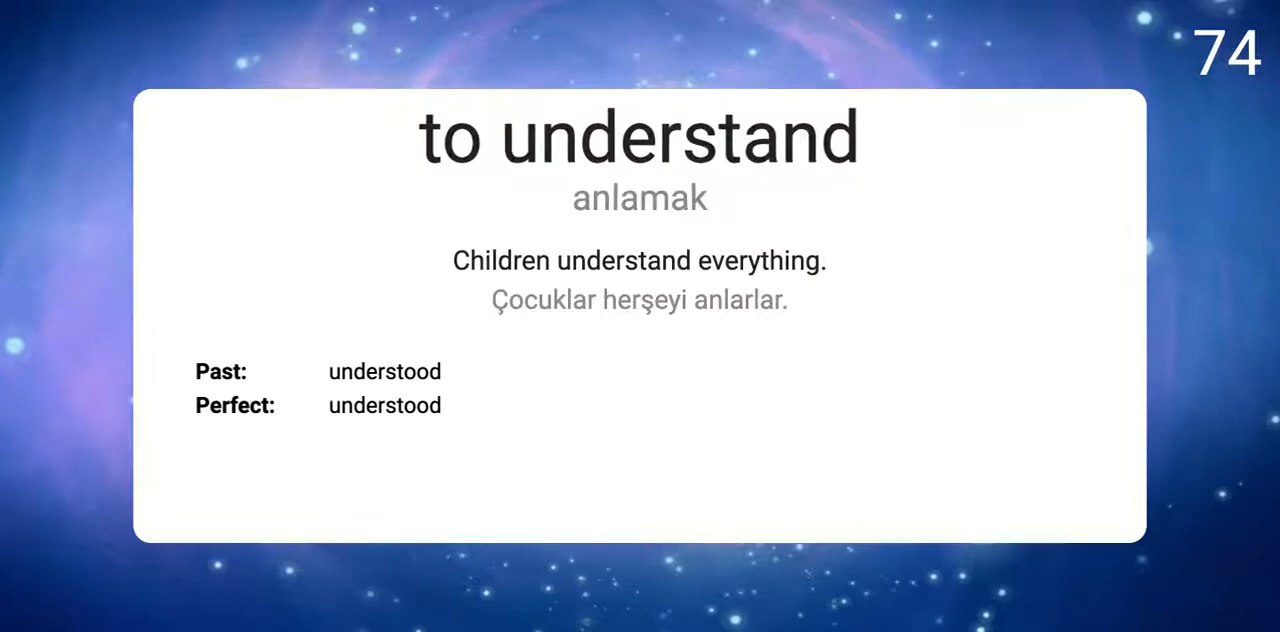 74
to understand
anlamak
Children understand everything.
Çocuklar herşeyi anlarlar.
Past: understood
Perfect: understood